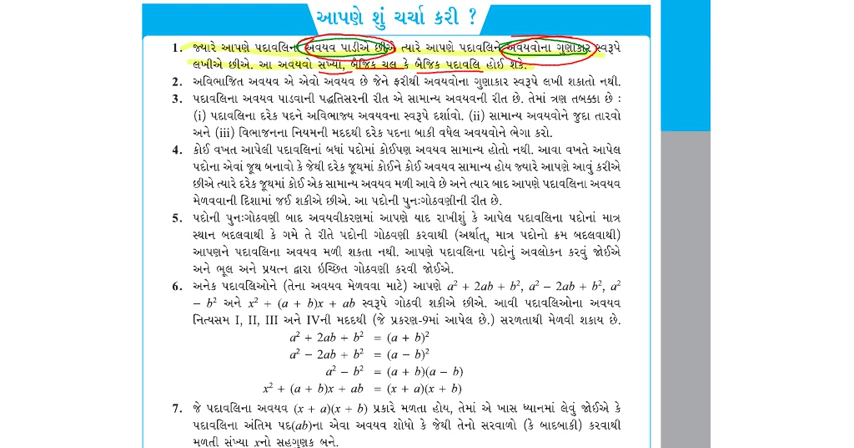 આપણે શું ચર્ચા કરી ?
1. જ્યારે આપણે પદાવલિના અવયવ પાડીએ છીએ ત્યારે આપણે પદાવલિને અવયવોના ગુણાકાર સ્વરૂપે
લખીએ છીએ. આ અવયવો સંખ્યા, બૈજિક ચલ કે બૈજિક પદાવલિ હોઈ શકે.
2. અવિભાજિત અવયવ એ એવો અવયવ છે જેને ફરીથી અવયવોના ગુણાકાર સ્વરૂપે લખી શકાતો નથી.
3. પદાવલિના અવયવ પાડવાની પદ્ધતિસરની રીત એ સામાન્ય અવયવની રીત છે. તેમાં ત્રણ તબક્કા છે :
(i) પદાવલિના દરેક પદને અવિભાજ્ય અવયવના સ્વરૂપે દર્શાવો. (ii) સામાન્ય અવયવોને જુદા તારવો
અને (iii) વિભાજનના નિયમની મદદથી દરેક પદના બાકી વધેલ અવયવોને ભેગા કરો.
4. કોઈ વખત આપેલી પદાવલિનાં બધાં પદોમાં કોઈપણ અવયવ સામાન્ય હોતો નથી. આવા વખતે આપેલ
પદોના એવાં જૂથ બનાવો કે જેથી દરેક જૂથમાં કોઈને કોઈ અવયવ સામાન્ય હોય જ્યારે આપણે આવું કરીએ
છીએ ત્યારે દરેક જૂથમાં કોઈ એક સામાન્ય અવયવ મળી આવે છે અને ત્યાર બાદ આપણે પદાવલિના અવયવ
મેળવવાની દિશામાં જઈ શકીએ છીએ. આ પદોની પુનઃગોઠવણીની રીત છે.
5. પદોની પુનઃગોઠવણી બાદ અવયવીકરણમાં આપણે યાદ રાખીશું કે આપેલ પદાવલિના પદોનાં માત્ર
સ્થાન બદલવાથી કે ગમે તે રીતે પદોની ગોઠવણી કરવાથી (અર્થાત્, માત્ર પદોનો ક્રમ બદલવાથી)
આપણને પદાવલિના અવયવ મળી શકતા નથી. આપણે પદાવલિના પદોનું અવલોકન કરવું જોઈએ
અને ભૂલ અને પ્રયત્ન દ્વારા ઇચ્છિત ગોઠવણી કરવી જોઈએ.
6. અનેક પદાવલિઓને (તેના અવયવ મેળવવા માટે) આપણે a² + 2ab + b², a² – 2ab + b², a²
– b² અને x² + (a + b)x + ab સ્વરૂપે ગોઠવી શકીએ છીએ. આવી પદાવલિઓના અવયવ
નિત્યસમ I, II, III અને IVની મદદથી (જે પ્રકરણ-9માં આપેલ છે.) સરળતાથી મેળવી શકાય છે.
a² + 2ab + b² = (a + b)²
a² – 2ab + b² = (a – b)²
a² – b² = (a + b)(a – b)
x² + (a + b)x + ab = (x + a)(x + b)
7. જે પદાવલિના અવયવ (x + a)(x + b) પ્રકારે મળતા હોય, તેમાં એ ખાસ ધ્યાનમાં લેવું જોઈએ કે
પદાવલિના અંતિમ પદ(ab)ના એવા અવયવ શોધો કે જેથી તેનો સરવાળો (કે બાદબાકી) કરવાથી
મળતી સંખ્યા xનો સહગુણક બને.